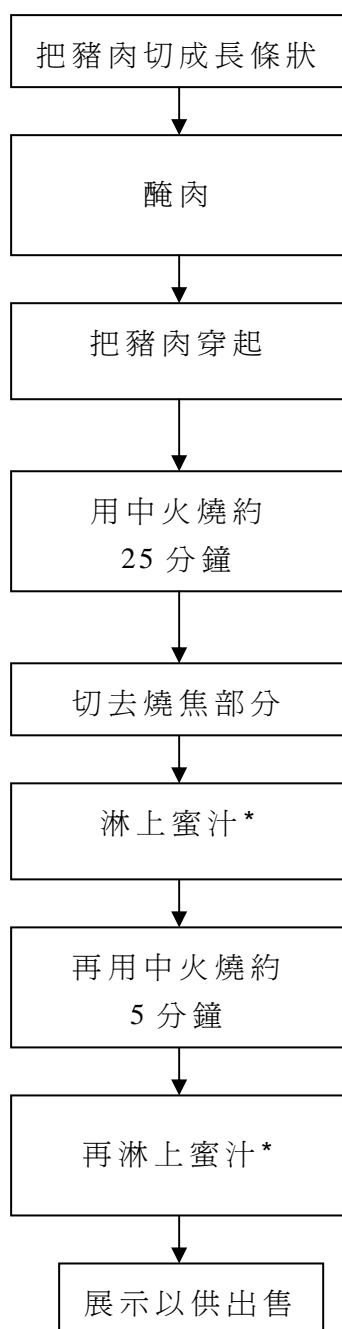 把豬肉切成長條狀
醃肉
把豬肉穿起
用中火燒約
25 分鐘
切去燒焦部分
淋上蜜汁*
再用中火燒約
5 分鐘
再淋上蜜汁*
展示以供出售